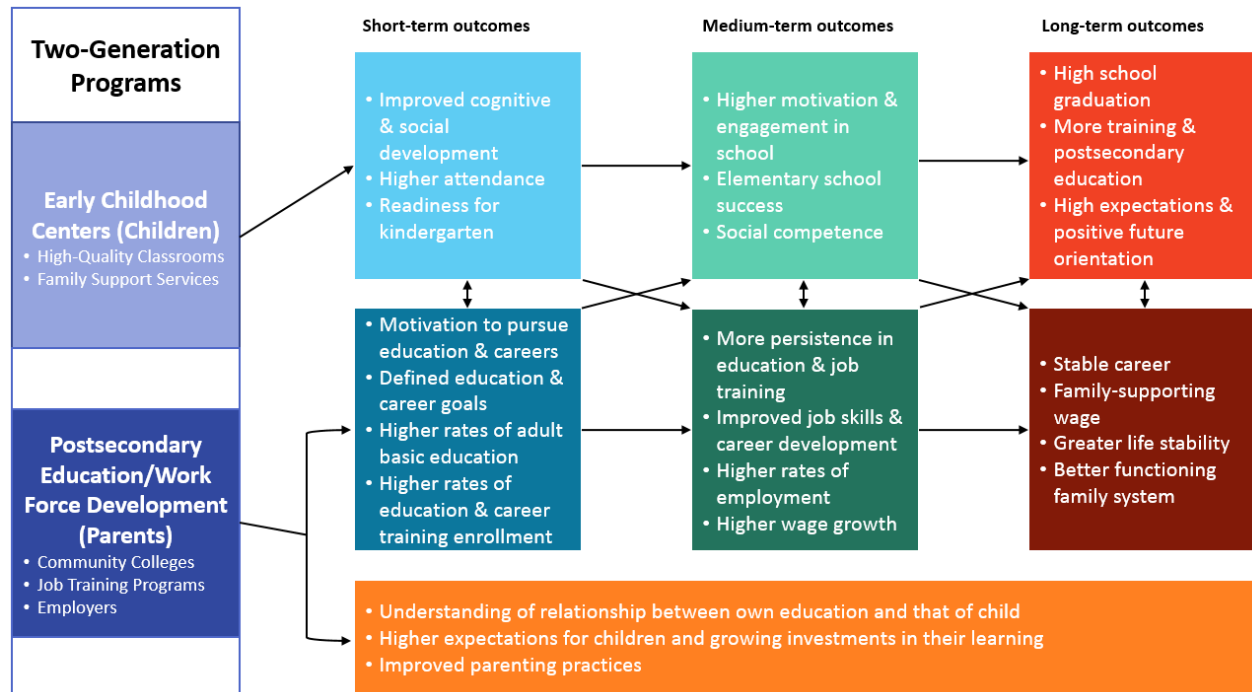 Two-Generation
Programs
Early Childhood
Centers (Children)
• High-Quality Classrooms
• Family Support Services
Postsecondary
Education/Work
Force Development
(Parents)
• Community Colleges
• Job Training Programs
• Employers
Short-term outcomes
• Improved cognitive
& social
development
• Higher attendance
• Readiness for
kindergarten
• Motivation to pursue
education & careers
• Defined education &
career goals
• Higher rates of adult
basic education
• Higher rates of
education & career
training enrollment
Medium-term outcomes
• Higher motivation &
engagement in
school
• Elementary school
success
• Social competence
• More persistence in
education & job
training
• Improved job skills &
career development
• Higher rates of
employment
• Higher wage growth
Long-term outcomes
• High school
graduation
• More training &
postsecondary
education
• High expectations &
positive future
orientation
• Stable career
• Family-supporting
wage
• Greater life stability
• Better functioning
family system
• Understanding of relationship between own education and that of child
• Higher expectations for children and growing investments in their learning
• Improved parenting practices